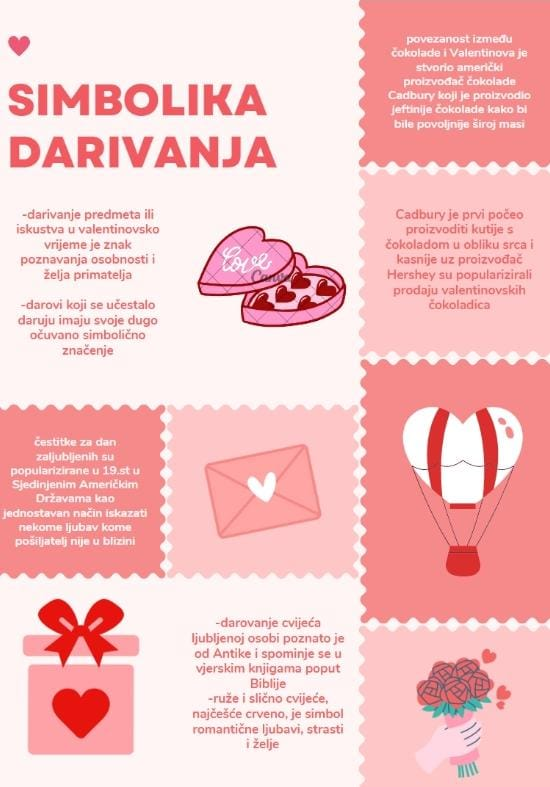 SIMBOLIKA
DARIVANJA
-darivanje predmeta ili
iskustva u valentinovsko
vrijeme je znak
poznavanja osobnosti i
želja primatelja
-darovi koji se učestalo
daruju imaju svoje dugo
očuvano simbolično
značenje
Love
Canva
povezanost između
čokolade i Valentinova je
stvorio američki
proizvođač čokolade
Cadbury koji je proizvodio
jeftinije čokolade kako bi
bile povoljnije široj masi
Cadbury je prvi počeo
proizvoditi kutije s
čokoladom u obliku srca i
kasnije uz proizvođač
Hershey su popularizirali
prodaju valentinovskih
čokoladica
čestitke za dan
zaljubljenih su
popularizirane u 19.st u
Sjedinjenim Američkim
Državama kao
jednostavan način iskazati
nekome ljubav kome
pošiljatelj nije u blizini
-darovanje cvijeća
ljubljenoj osobi poznato je
od Antike i spominje se u
vjerskim knjigama poput
Biblije
-ruže i slično cvijeće,
najčešće crveno, je simbol
romantične ljubavi, strasti
i želje